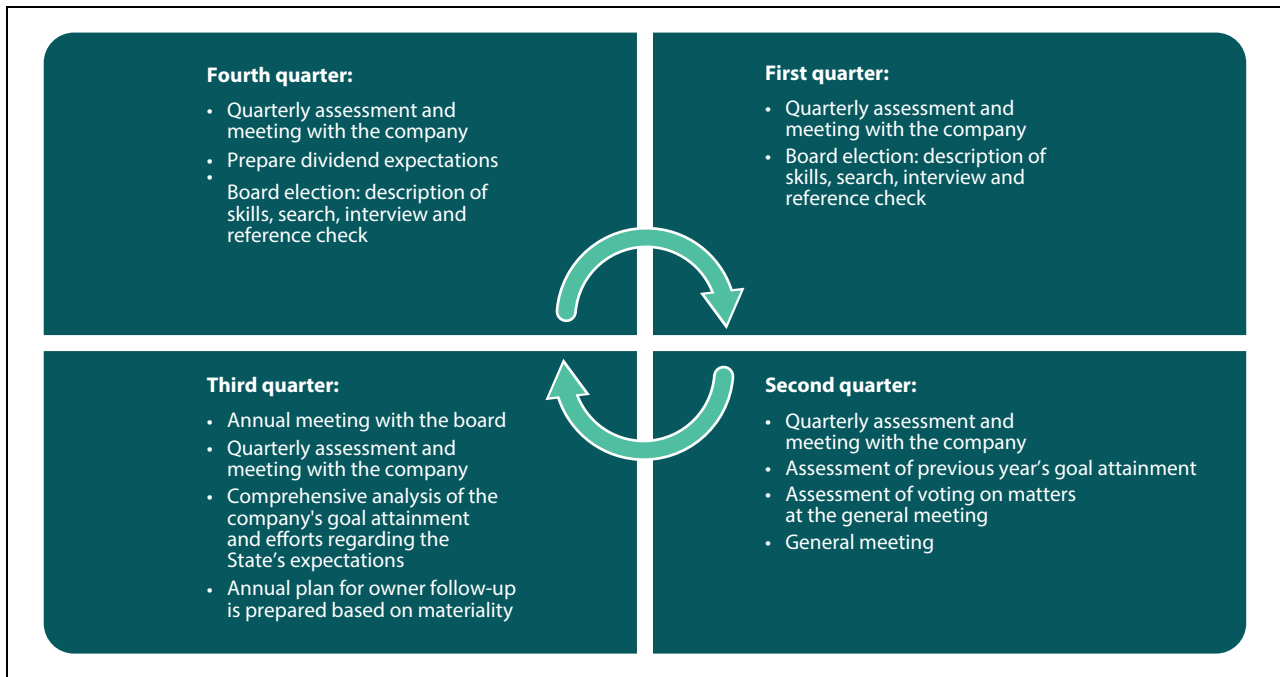 Fourth quarter:
• Quarterly assessment and
meeting with the company
• Prepare dividend expectations
•
Board election: description of
skills, search, interview and
reference check
First quarter:
• Quarterly assessment and
meeting with the company
• Board election: description of
skills, search, interview and
reference check
Third quarter:
• Annual meeting with the board
• Quarterly assessment and
meeting with the company
• Comprehensive analysis of the
company's goal attainment
and efforts regarding the
State’s expectations
• Annual plan for owner follow-up
is prepared based on materiality
Second quarter:
• Quarterly assessment and
meeting with the company
• Assessment of previous year’s goal attainment
• Assessment of voting on matters
at the general meeting
• General meeting